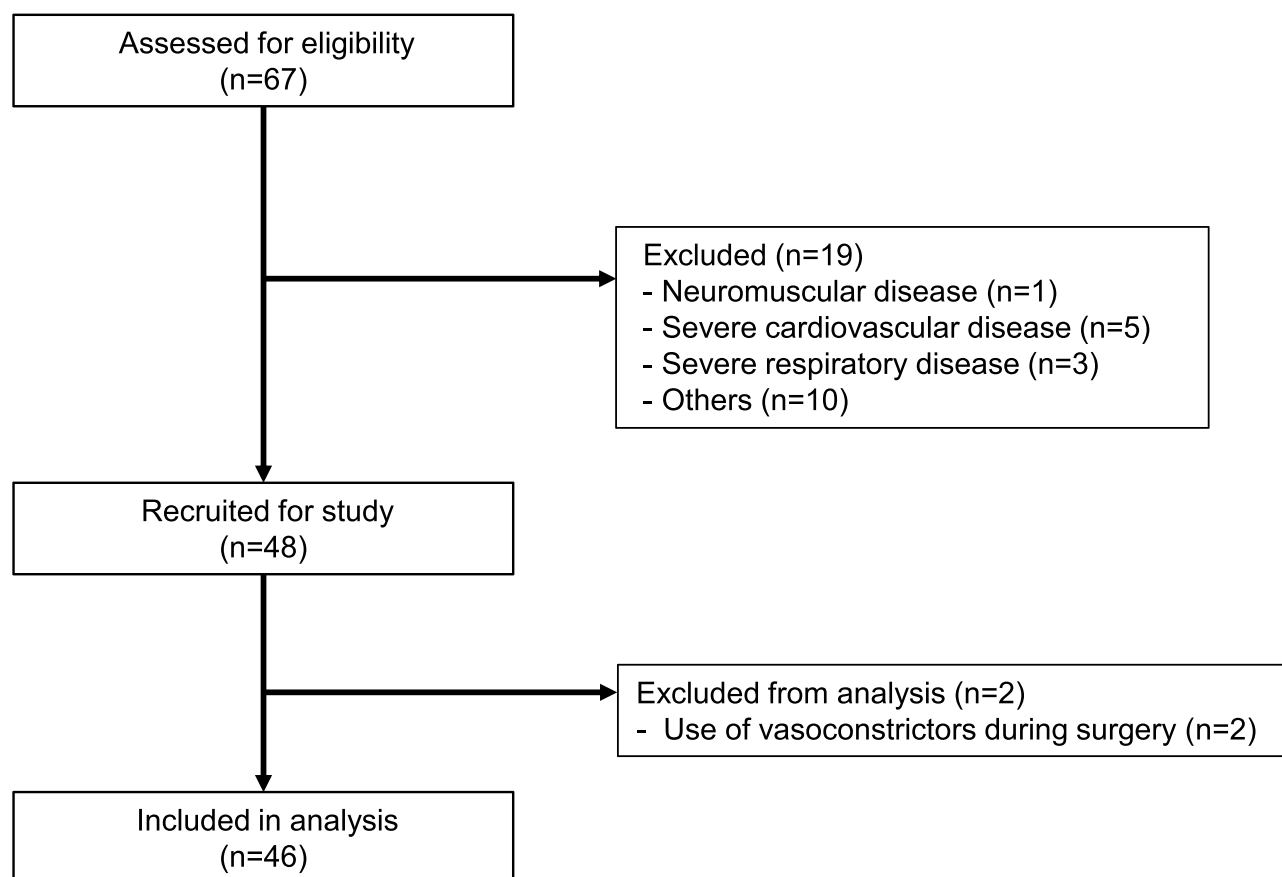 Assessed for eligibility
(n=67)
Excluded (n=19)
- Neuromuscular disease (n=1)
- Severe cardiovascular disease (n=5)
- Severe respiratory disease (n=3)
- Others (n=10)
Recruited for study
(n=48)
Excluded from analysis (n=2)
- Use of vasoconstrictors during surgery (n=2)
Included in analysis
(n=46)